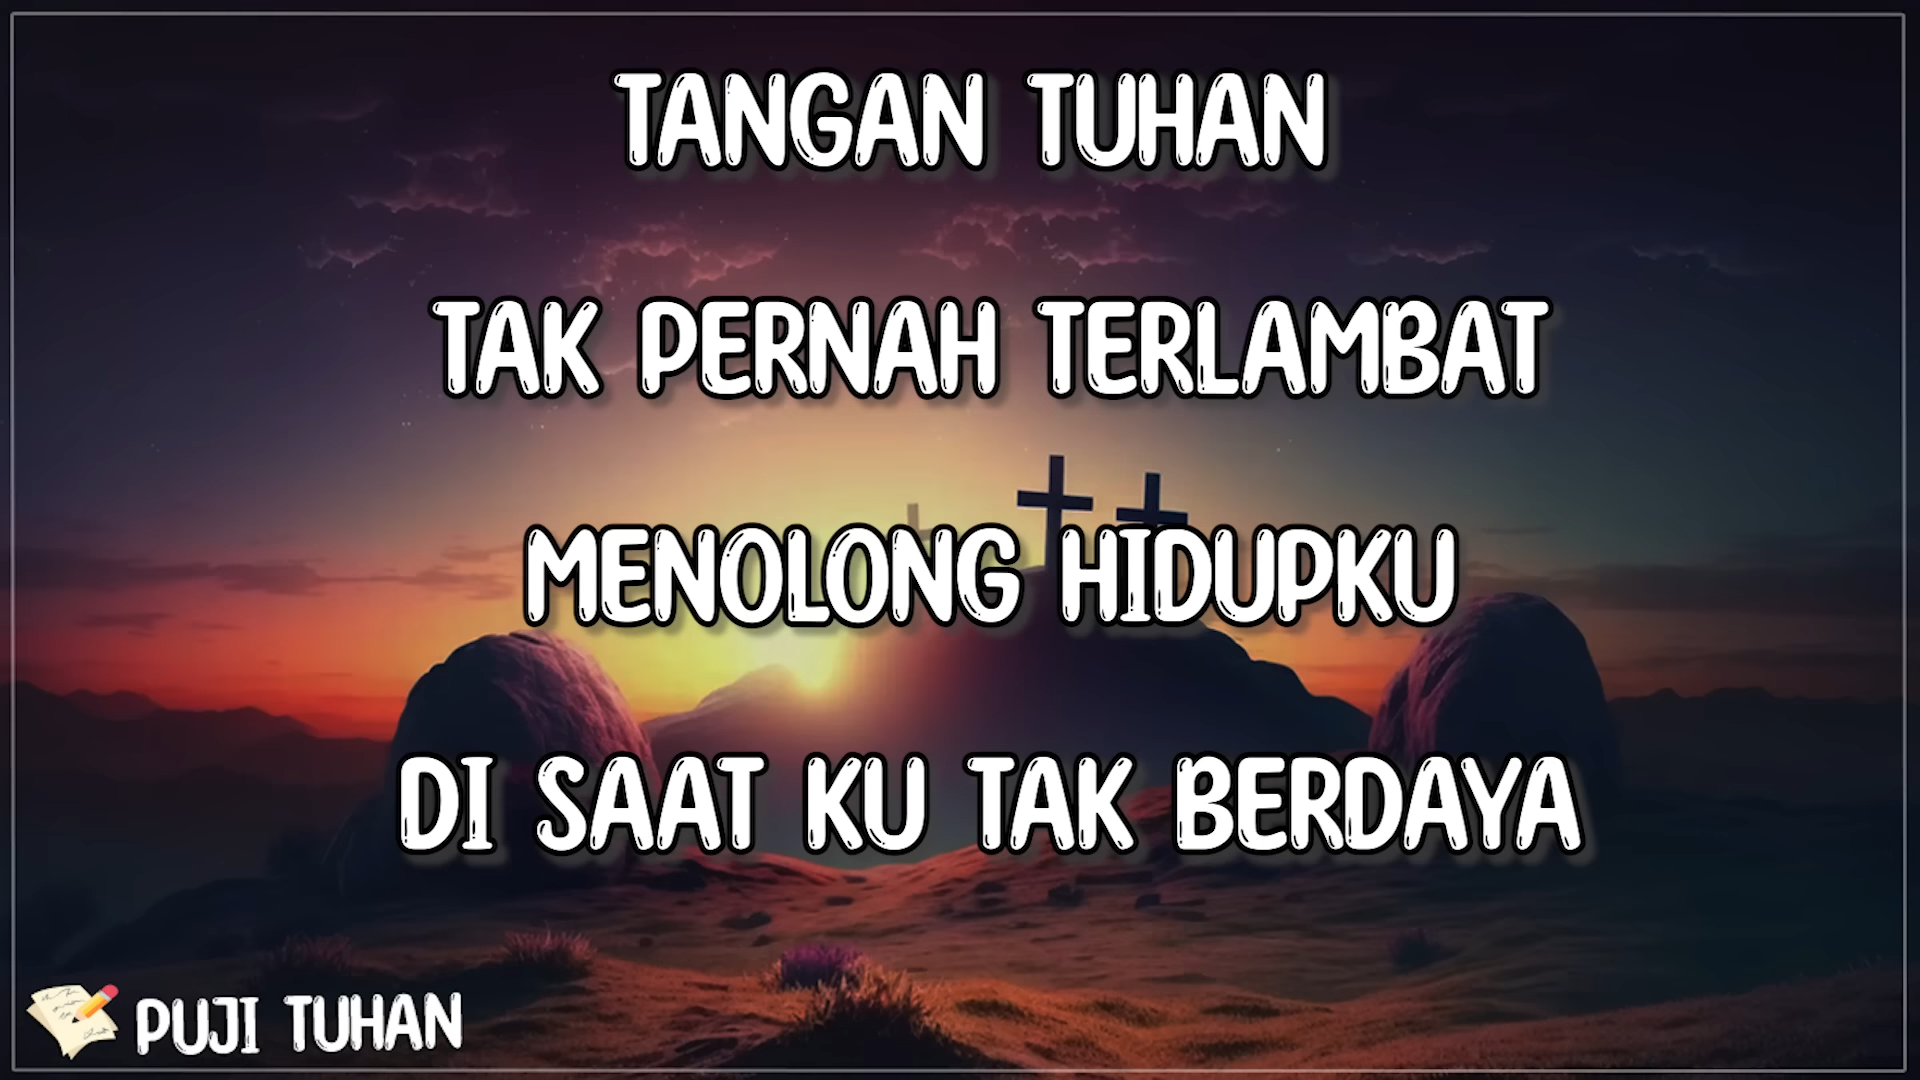 TANGAN TUHAN
TAK PERNAH TERLAMBAT
MENOLONG HIDUPKU
DI SAAT KU TAK BERDAYA
PUJI TUHAN